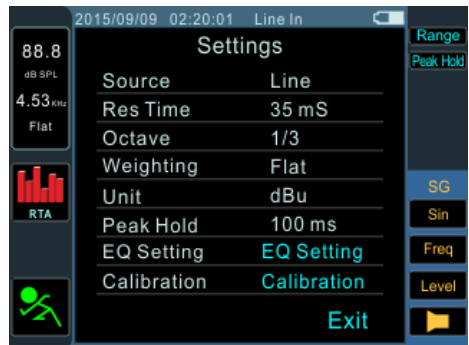 2015/09/09 02:20:01 Line In
88.8
dB SPL
4.53 KHz
Flat
RTA
Settings
Source Line
Res Time 35 mS
Octave 1/3
Weighting Flat
Unit dBu
Peak Hold 100 ms
EQ Setting EQ Setting
Calibration Calibration
Exit
Range
Peak Hold
SG
Sin
Freq
Level